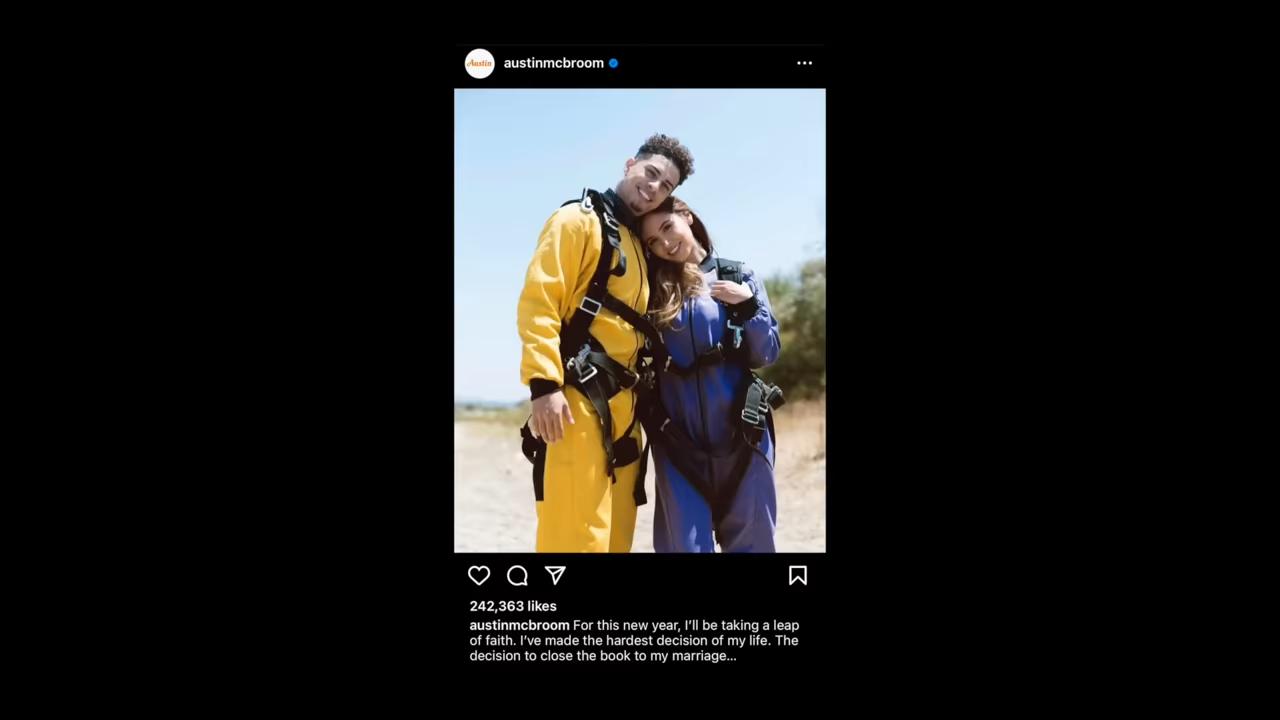 Austin
austinmcbroom
242,363 likes
austinmcbroom For this new year, I’ll be taking a leap
of faith. I’ve made the hardest decision of my life. The
decision to close the book to my marriage...